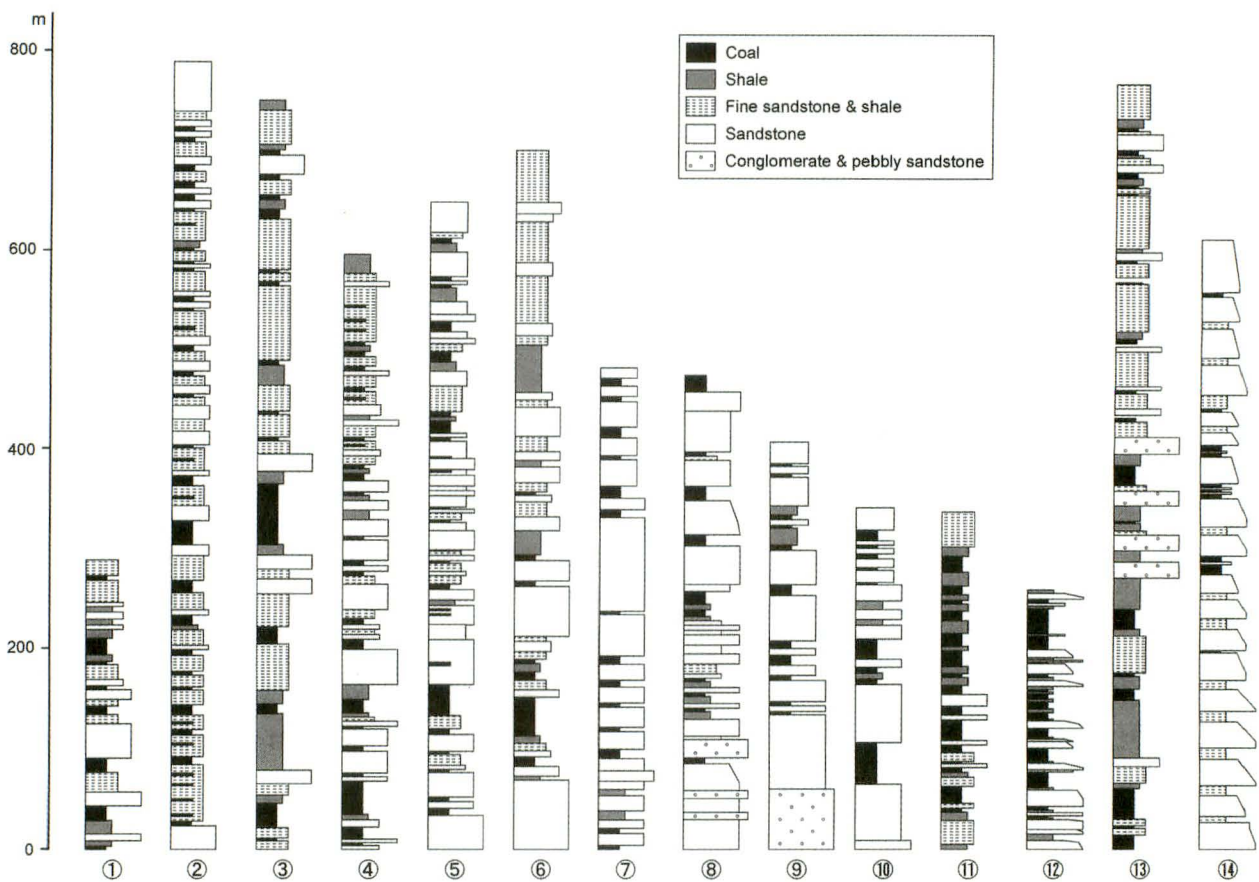 m
800
600
400
200
0
Coal
Shale
Fine sandstone & shale
Sandstone
Conglomerate & pebbly sandstone
① ② ③ ④ ⑤ ⑥ ⑦ ⑧ ⑨ ⑩ ⑪ ⑫ ⑬ ⑭